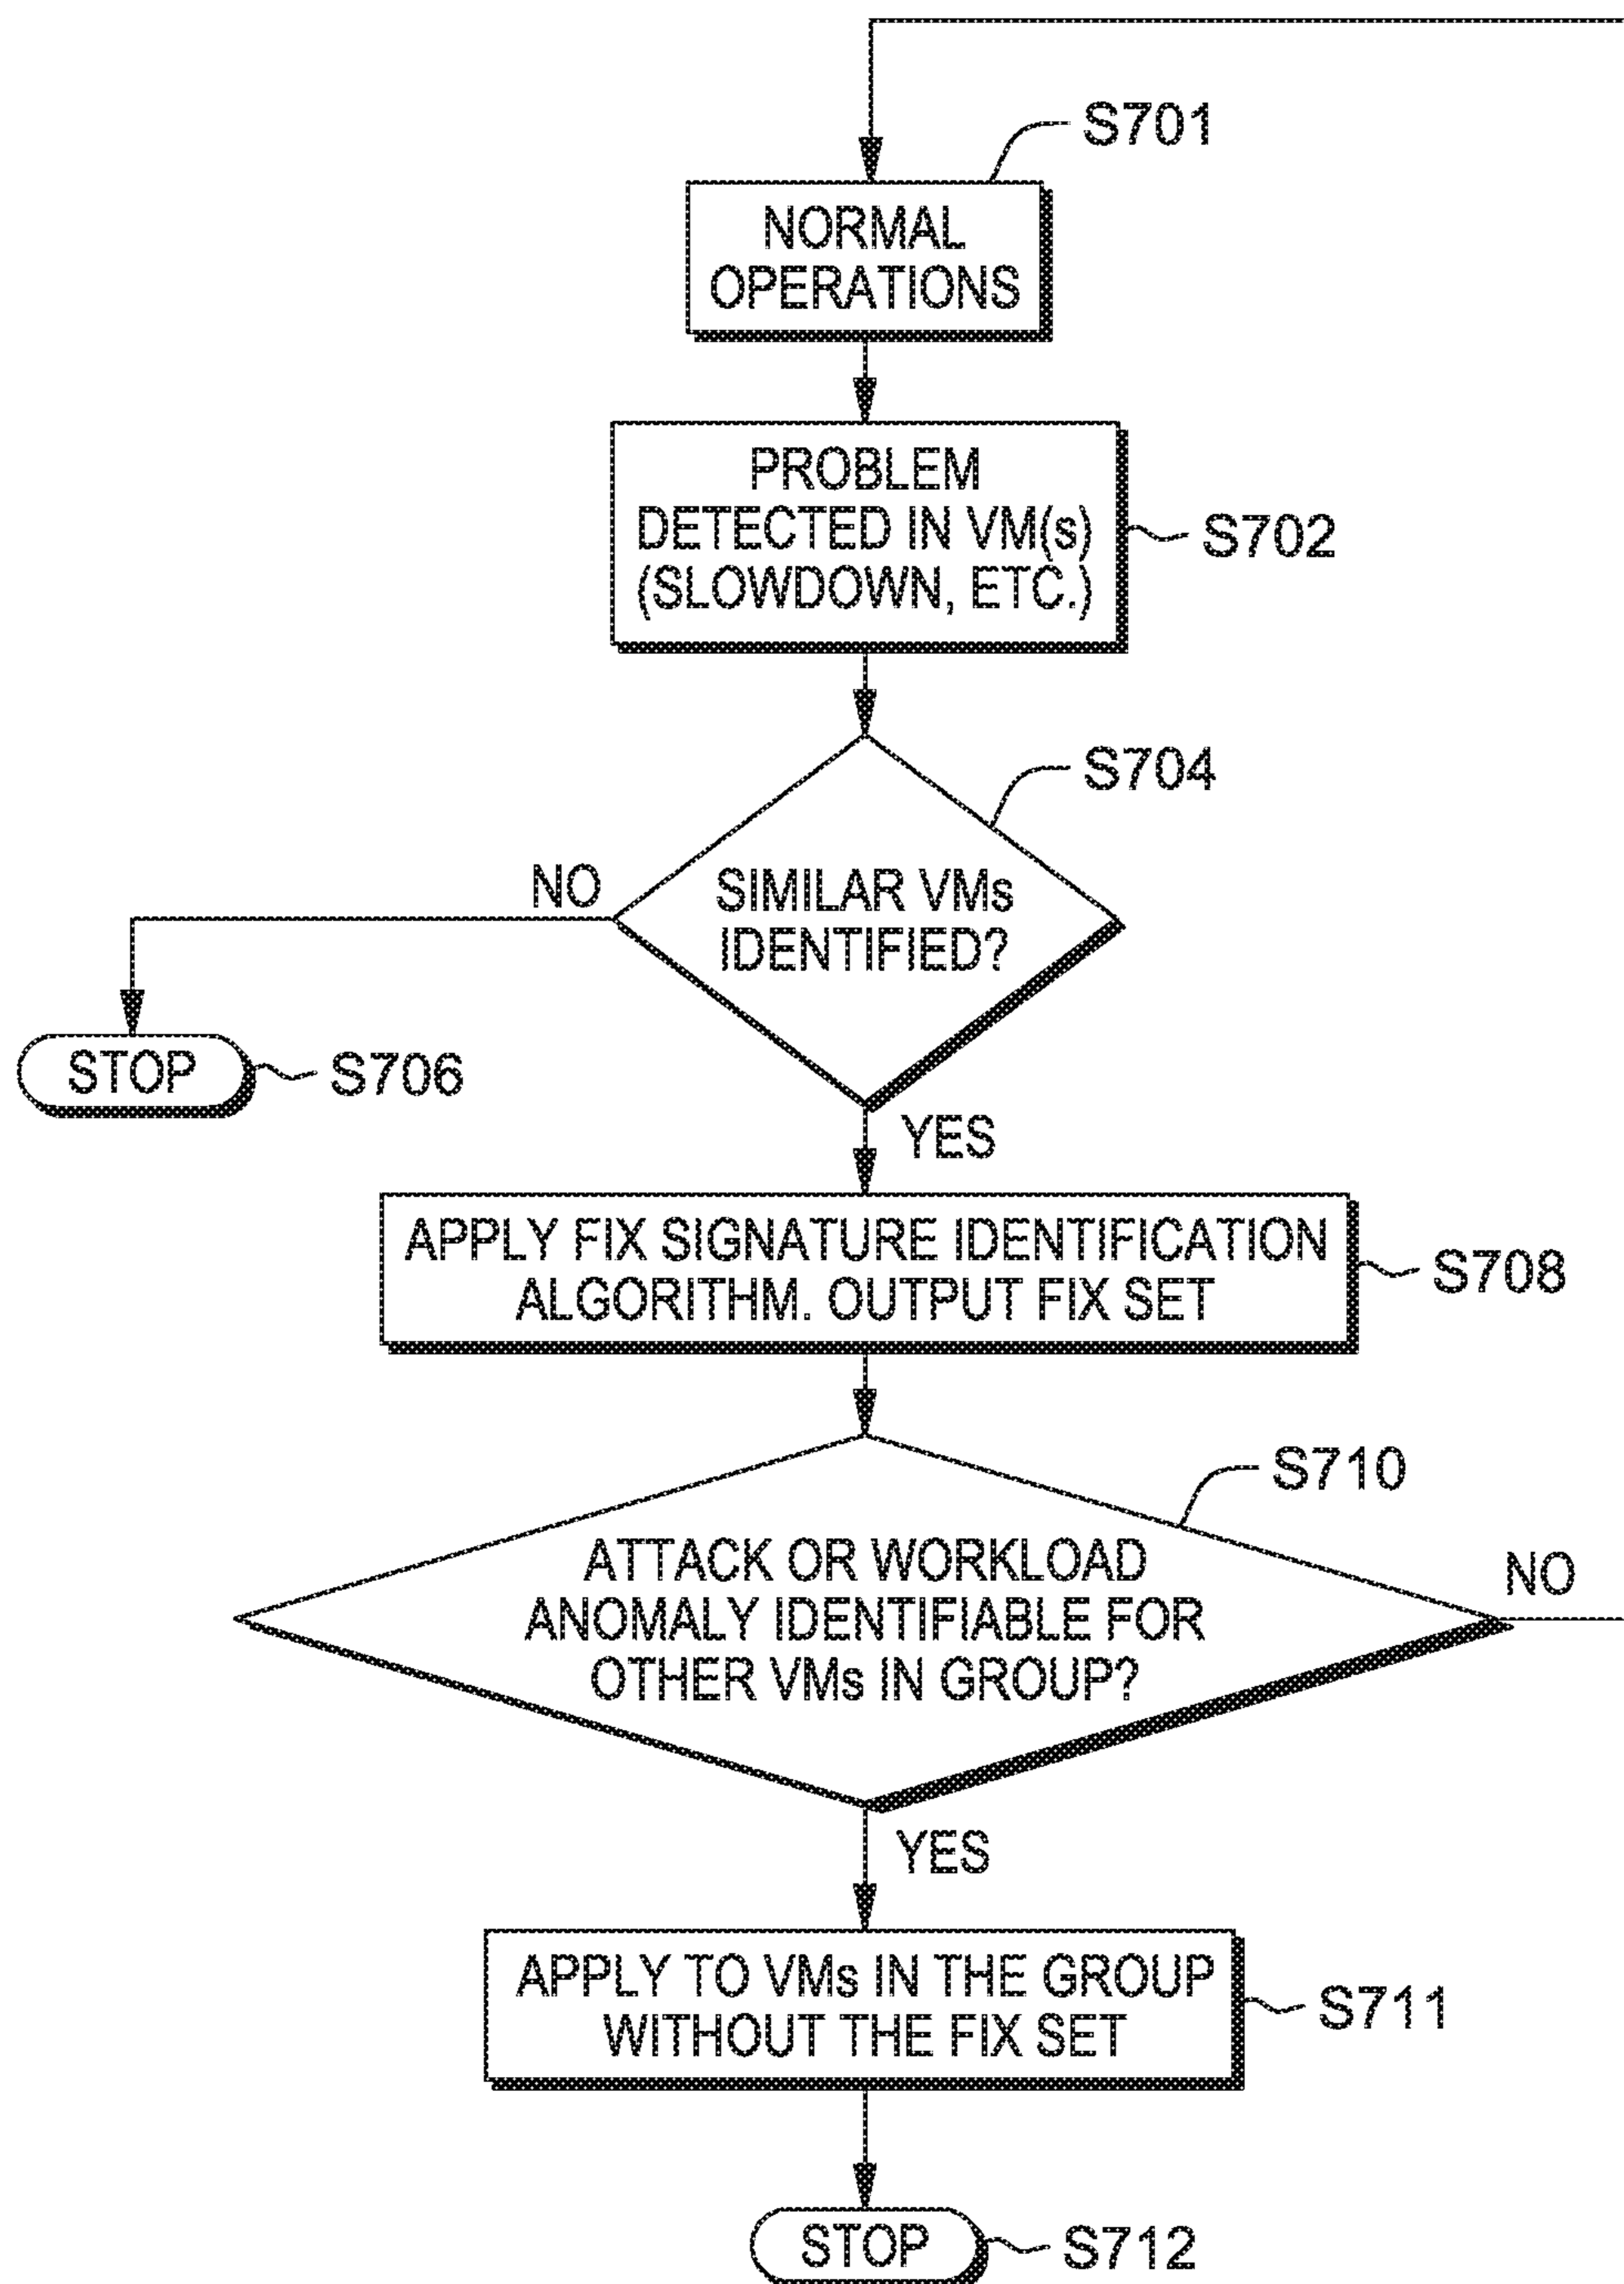 S701
NORMAL
OPERATIONS
PROBLEM
DETECTED IN VM(s)
(SLOWDOWN, ETC.)
S702
S704
SIMILAR VMs
IDENTIFIED?
NO
STOP
S706
YES
APPLY FIX SIGNATURE IDENTIFICATION
ALGORITHM. OUTPUT FIX SET
S708
S710
ATTACK OR WORKLOAD
ANOMALY IDENTIFIABLE FOR
OTHER VMs IN GROUP?
NO
YES
APPLY TO VMs IN THE GROUP
WITHOUT THE FIX SET
S711
STOP
S712